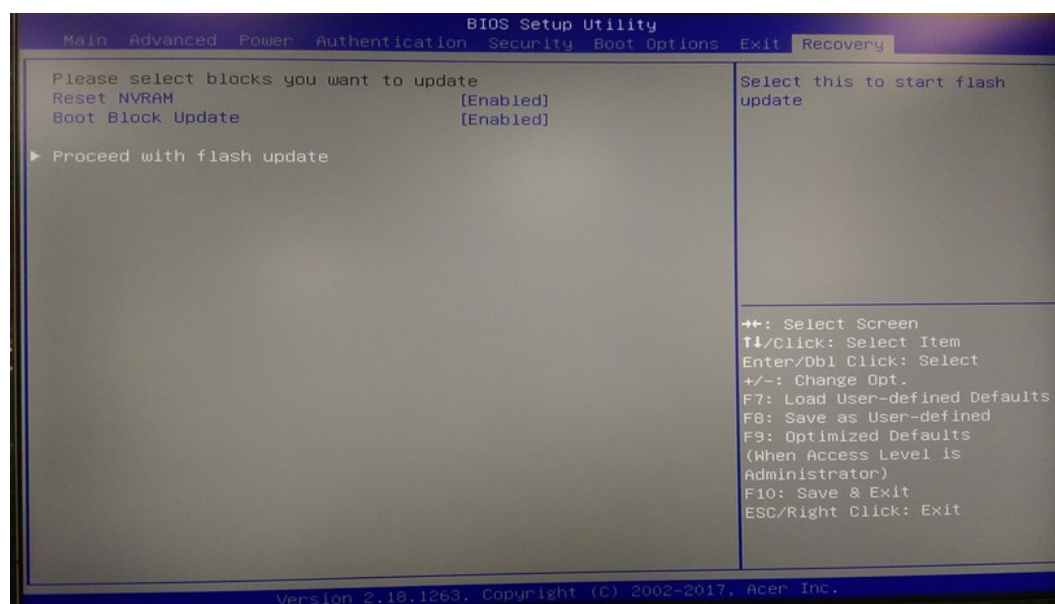 BIOS Setup Utility
Main Advanced Power Authentication Security Boot Options Exit Recovery
Please select blocks you want to update
Reset NVRAM [Enabled]
Boot Block Update [Enabled]
► Proceed with flash update
Select this to start flash
update
→←: Select Screen
↑↓/Click: Select Item
Enter/Dbl Click: Select
+/-: Change Opt.
F7: Load User-defined Defaults
F8: Save as User-defined
F9: Optimized Defaults
(When Access Level is
Administrator)
F10: Save & Exit
ESC/Right Click: Exit
Version 2.18.1263. Copyright (C) 2002-2017, Acer Inc.